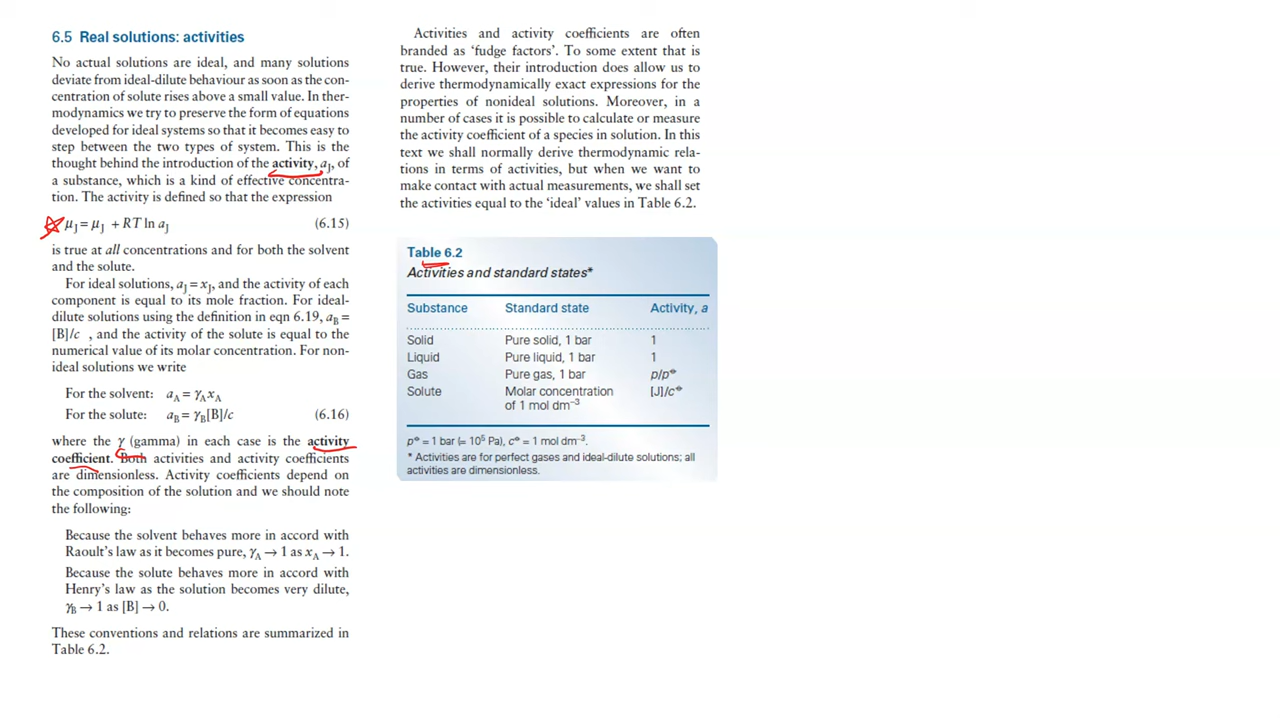 6.5 Real solutions: activities
No actual solutions are ideal, and many solutions
deviate from ideal-dilute behaviour as soon as the con-
centration of solute rises above a small value. In ther-
modynamics we try to preserve the form of equations
developed for ideal systems so that it becomes easy to
step between the two types of system. This is the
thought behind the introduction of the activity, aJ, of
a substance, which is a kind of effective concentra-
tion. The activity is defined so that the expression
μJ = μJ + RT ln aJ (6.15)
is true at all concentrations and for both the solvent
and the solute.
For ideal solutions, aJ = xJ, and the activity of each
component is equal to its mole fraction. For ideal-
dilute solutions using the definition in eqn 6.19, aB =
[B]/c , and the activity of the solute is equal to the
numerical value of its molar concentration. For non-
ideal solutions we write
For the solvent: aA = γAxA
For the solute: aB = γB[B]/c (6.16)
where the γ (gamma) in each case is the activity
coefficient. Both activities and activity coefficients
are dimensionless. Activity coefficients depend on
the composition of the solution and we should note
the following:
Because the solvent behaves more in accord with
Raoult's law as it becomes pure, γA → 1 as xA → 1.
Because the solute behaves more in accord with
Henry's law as the solution becomes very dilute,
γB → 1 as [B] → 0.
These conventions and relations are summarized in
Table 6.2.
Activities and activity coefficients are often
branded as 'fudge factors'. To some extent that is
true. However, their introduction does allow us to
derive thermodynamically exact expressions for the
properties of nonideal solutions. Moreover, in a
number of cases it is possible to calculate or measure
the activity coefficient of a species in solution. In this
text we shall normally derive thermodynamic rela-
tions in terms of activities, but when we want to
make contact with actual measurements, we shall set
the activities equal to the 'ideal' values in Table 6.2.
Table 6.2
Activities and standard states*
Substance Standard state Activity, a
Solid Pure solid, 1 bar 1
Liquid Pure liquid, 1 bar 1
Gas Pure gas, 1 bar p/p⦵
Solute Molar concentration [J]/c⦵
of 1 mol dm⁻³
p⦵ = 1 bar (= 10⁵ Pa), c⦵ = 1 mol dm⁻³.
* Activities are for perfect gases and ideal-dilute solutions; all
activities are dimensionless.